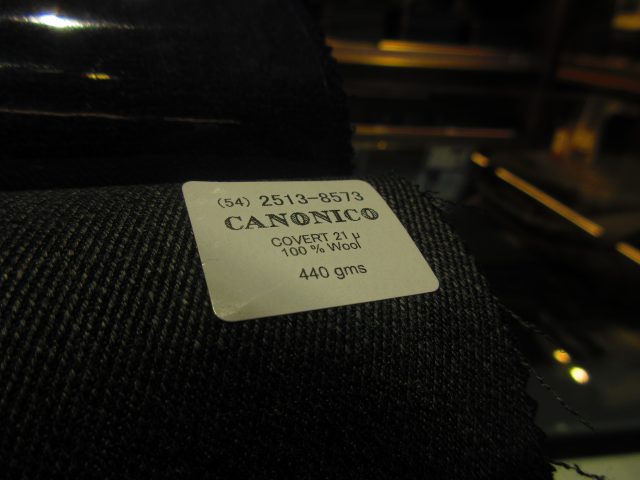 (54) 2513-8573
CANONICO
COVERT 21 µ
100 % Wool
440 gms